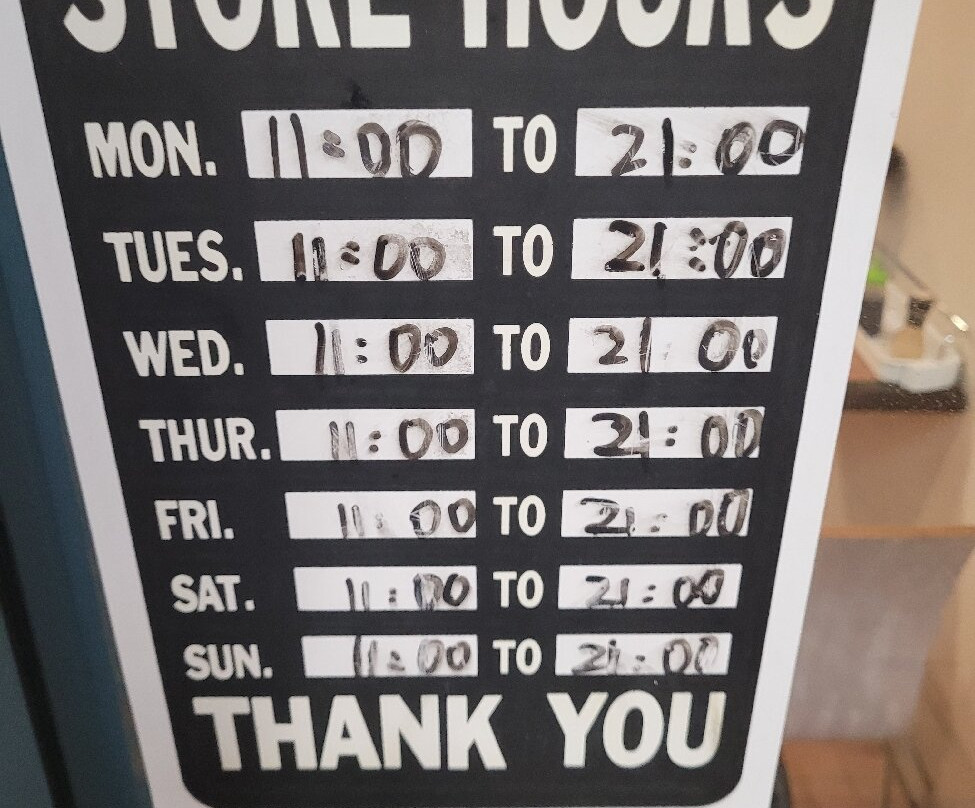 STORE HOURS
MON. 11:00 TO 21:00
TUES. 11:00 TO 21:00
WED. 11:00 TO 21 00
THUR. 11:00 TO 21:00
FRI. 11:00 TO 21:00
SAT. 11:00 TO 21:00
SUN. 11:00 TO 21:00
THANK YOU